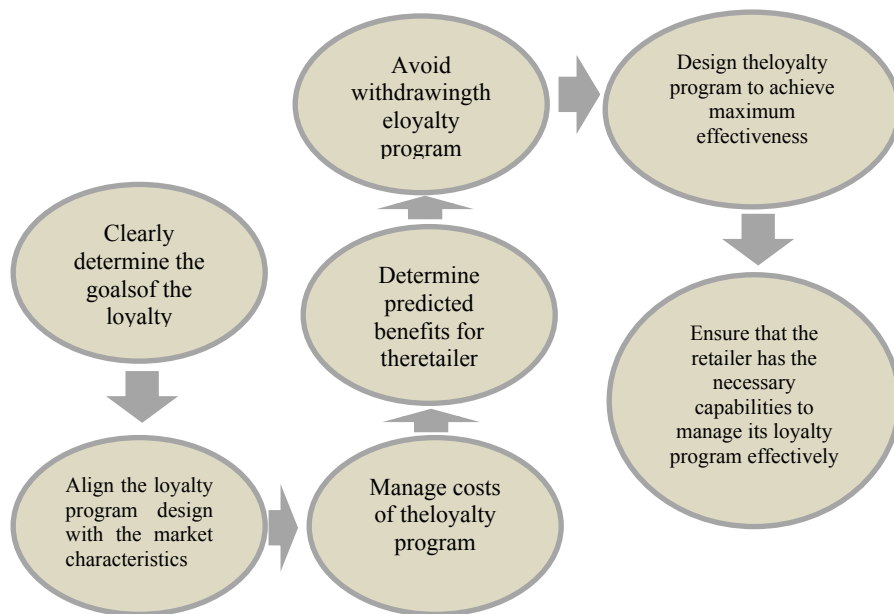 Clearly
determine the
goalsof the
loyalty
Align the loyalty
program design
with the market
characteristics
Manage costs
of theloyalty
program
Determine
predicted
benefits for
theretailer
Avoid
withdrawingth
eloyalty
program
Design theloyalty
program to achieve
maximum
effectiveness
Ensure that the
retailer has the
necessary
capabilities to
manage its loyalty
program effectively